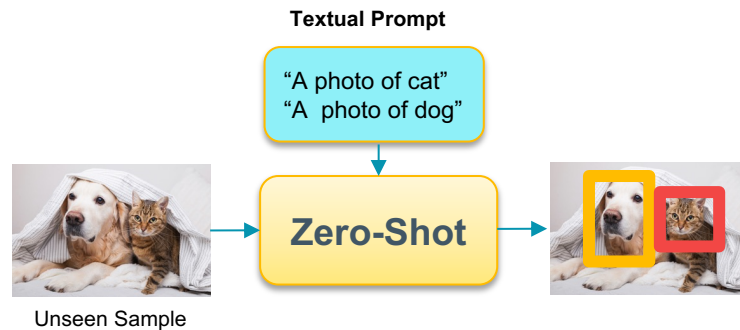 Textual Prompt
“A photo of cat”
“A  photo of dog”
Zero-Shot
Unseen Sample